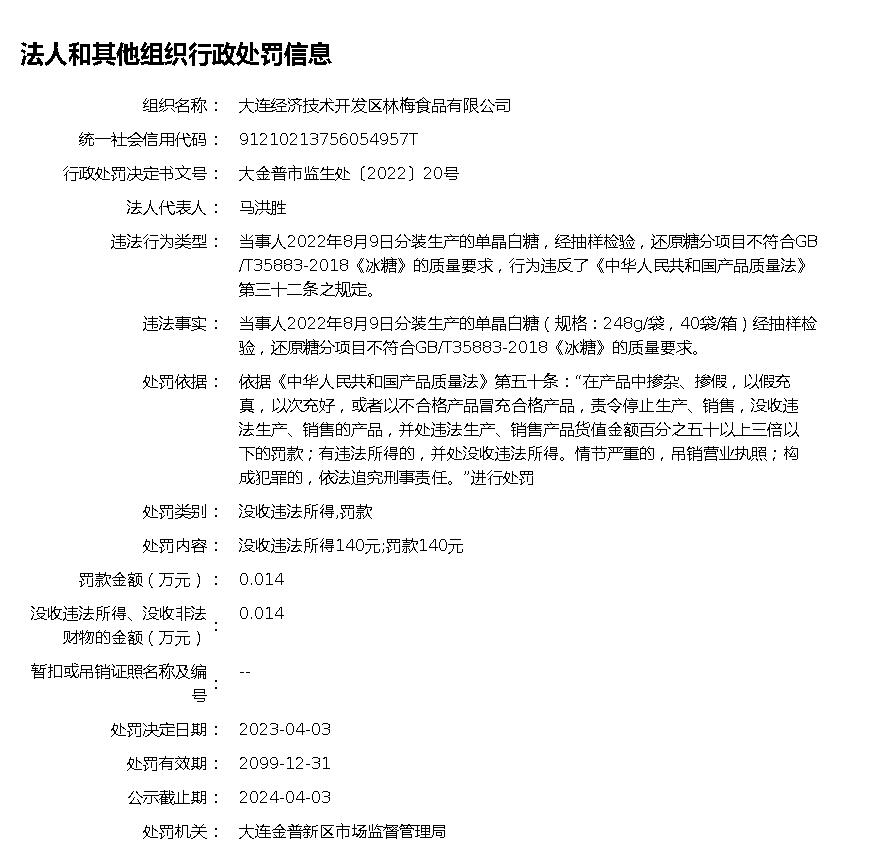 法人和其他组织行政处罚信息
组织名称： 大连经济技术开发区林梅食品有限公司
统一社会信用代码： 91210213756054957T
行政处罚决定书文号： 大金普市监生处〔2022〕20号
法人代表人： 马洪胜
违法行为类型： 当事人2022年8月9日分装生产的单晶白糖，经抽样检验，还原糖分项目不符合GB
/T35883-2018《冰糖》的质量要求，行为违反了《中华人民共和国产品质量法》
第三十二条之规定。
违法事实： 当事人2022年8月9日分装生产的单晶白糖（规格：248g/袋，40袋/箱）经抽样检
验，还原糖分项目不符合GB/T35883-2018《冰糖》的质量要求。
处罚依据： 依据《中华人民共和国产品质量法》第五十条：“在产品中掺杂、掺假，以假充
真，以次充好，或者以不合格产品冒充合格产品，责令停止生产、销售，没收违
法生产、销售的产品，并处违法生产、销售产品货值金额百分之五十以上三倍以
下的罚款；有违法所得的，并处没收违法所得。情节严重的，吊销营业执照；构
成犯罪的，依法追究刑事责任。”进行处罚
处罚类别： 没收违法所得,罚款
处罚内容： 没收违法所得140元;罚款140元
罚款金额（万元）： 0.014
没收违法所得、没收非法
财物的金额（万元）： 0.014
暂扣或吊销证照名称及编
号： --
处罚决定日期： 2023-04-03
处罚有效期： 2099-12-31
公示截止期： 2024-04-03
处罚机关： 大连金普新区市场监督管理局